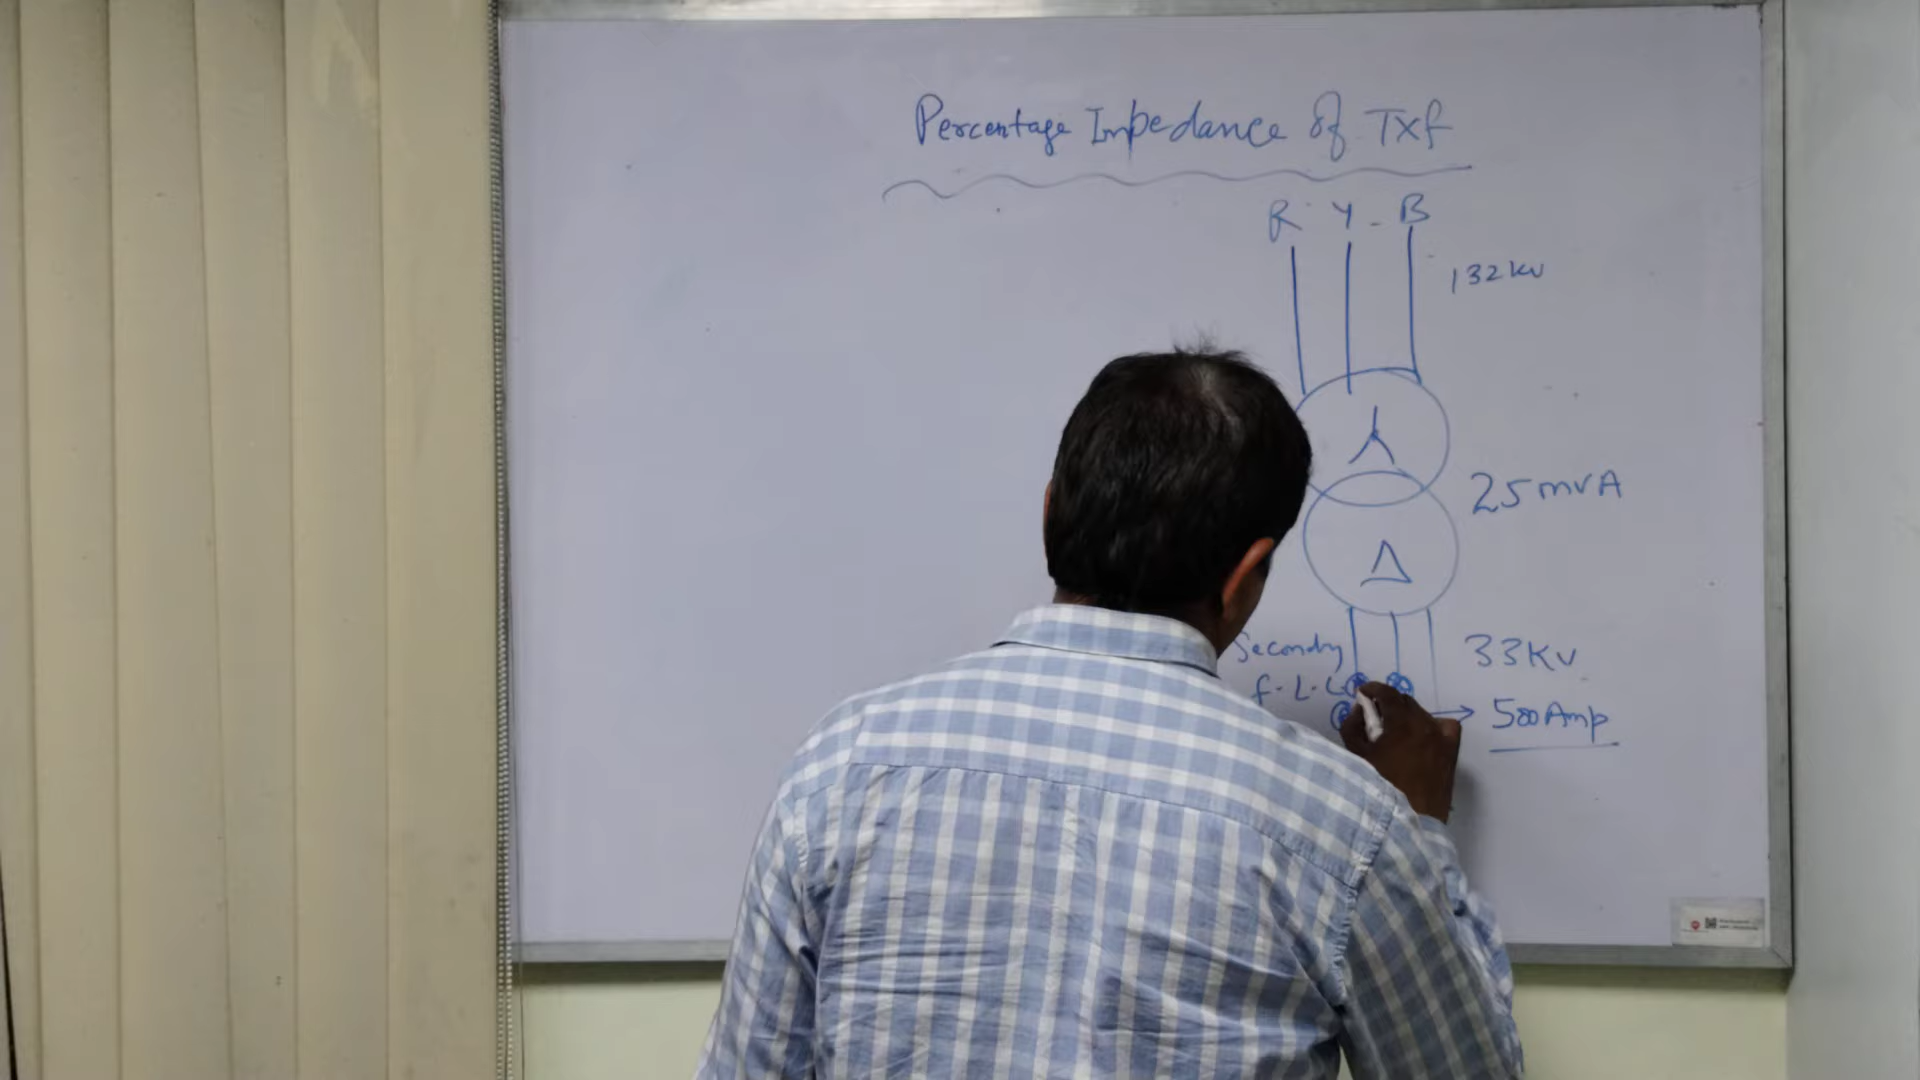 Percentage Impedance of Txf
R Y B
132kv
25mvA
Secondry
33Kv
f.L.C
500Amp